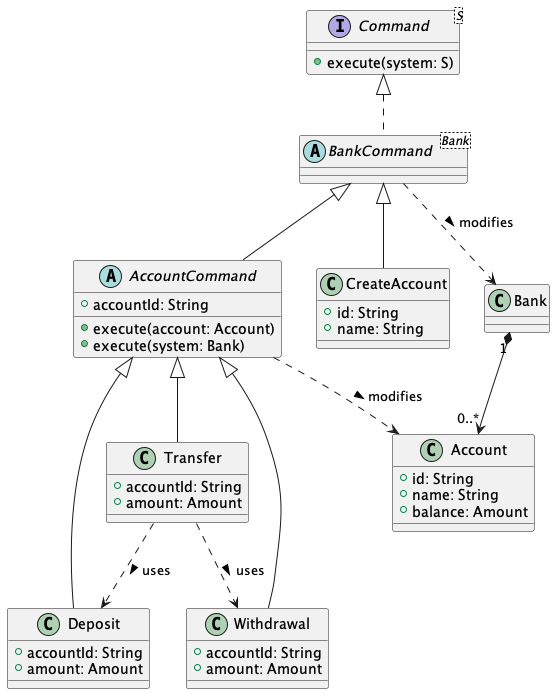 I Command
S
execute(system: S)
A BankCommand
Bank
modifies
A AccountCommand
accountId: String
execute(account: Account)
execute(system: Bank)
C CreateAccount
id: String
name: String
C Bank
1
modifies
0..*
C Transfer
accountId: String
amount: Amount
C Account
id: String
name: String
balance: Amount
uses
uses
C Deposit
accountId: String
amount: Amount
C Withdrawal
accountId: String
amount: Amount